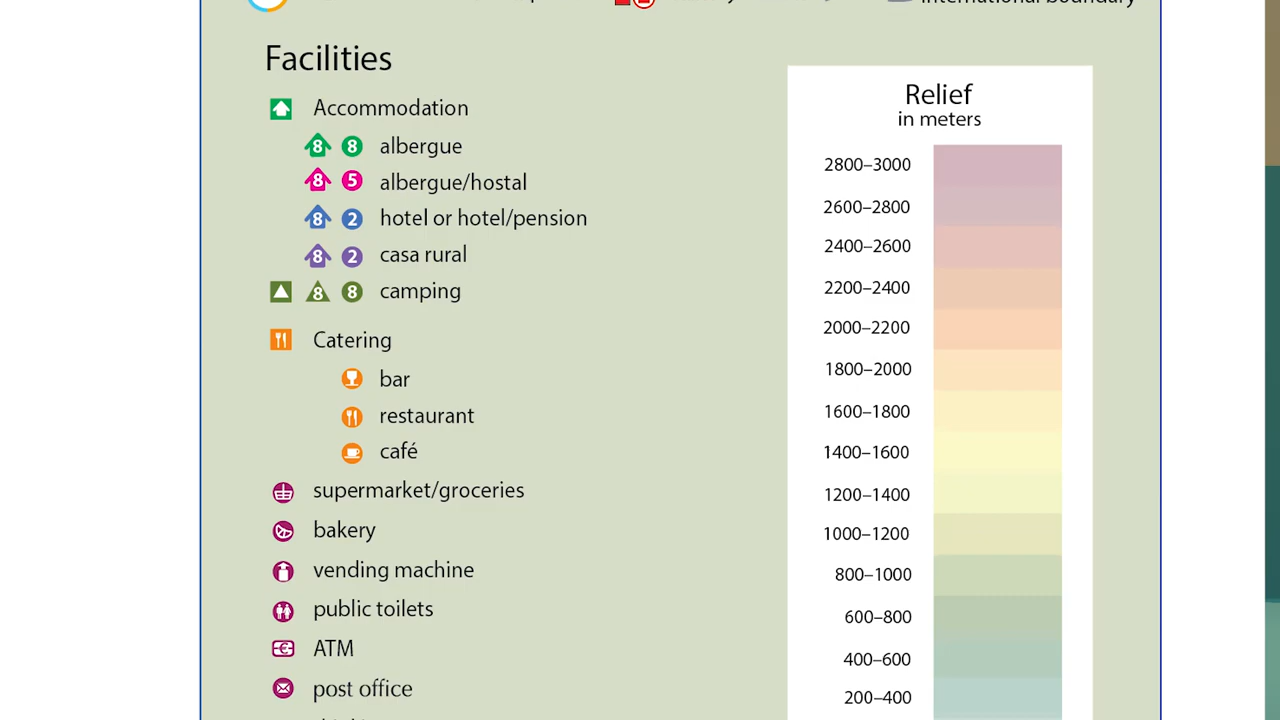 international boundary
Facilities
Accommodation
8 8 albergue
8 5 albergue/hostal
8 2 hotel or hotel/pension
8 2 casa rural
8 8 camping
Catering
bar
restaurant
café
supermarket/groceries
bakery
vending machine
public toilets
ATM
post office
Relief
in meters
2800–3000
2600–2800
2400–2600
2200–2400
2000–2200
1800–2000
1600–1800
1400–1600
1200–1400
1000–1200
800–1000
600–800
400–600
200–400